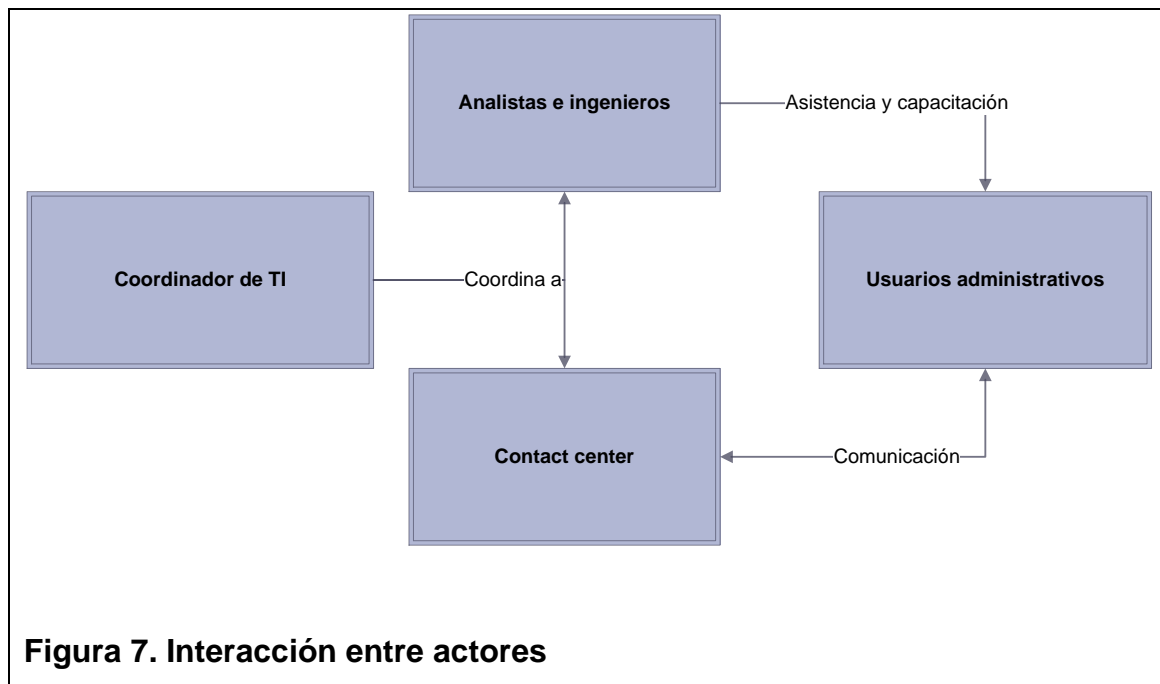 Analistas e ingenieros
Asistencia y capacitación
Coordinador de TI
Coordina a
Usuarios administrativos
Contact center
Comunicación
Figura 7. Interacción entre actores